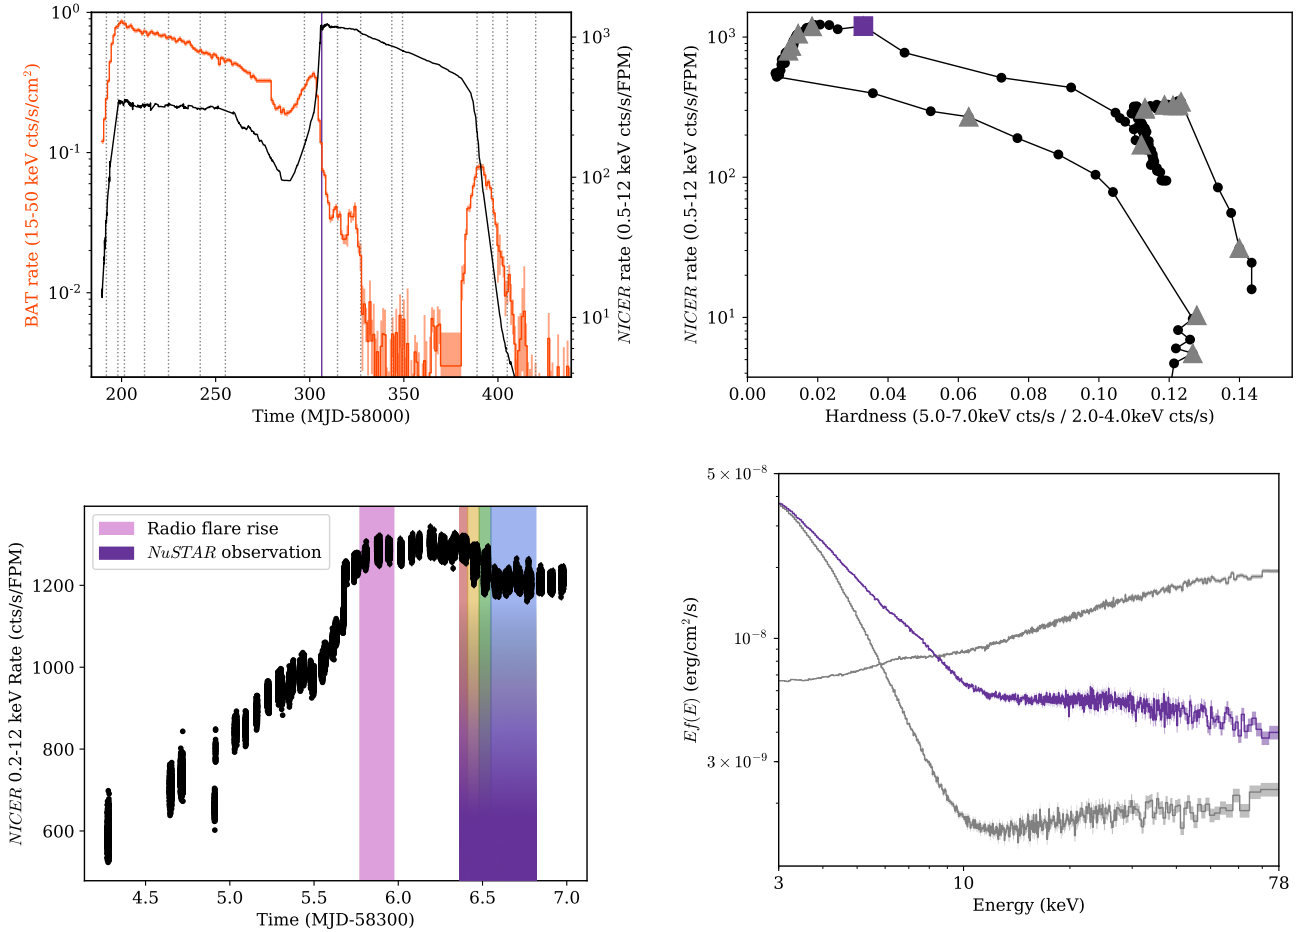 BAT rate (15-50 keV cts/s/cm²)
10⁰
10⁻¹
10⁻²
10³
10²
10¹
NICER rate (0.5-12 keV cts/s/FPM)
200 250 300 350 400
Time (MJD-58000)
NICER rate (0.5-12 keV cts/s/FPM)
10³
10²
10¹
0.00 0.02 0.04 0.06 0.08 0.10 0.12 0.14
Hardness (5.0-7.0keV cts/s / 2.0-4.0keV cts/s)
NICER 0.2-12 keV Rate (cts/s/FPM)
1200
1000
800
600
Radio flare rise
NuSTAR observation
4.5 5.0 5.5 6.0 6.5 7.0
Time (MJD-58300)
Ef(E) (erg/cm²/s)
5 × 10⁻⁸
10⁻⁸
3 × 10⁻⁹
3 10 78
Energy (keV)